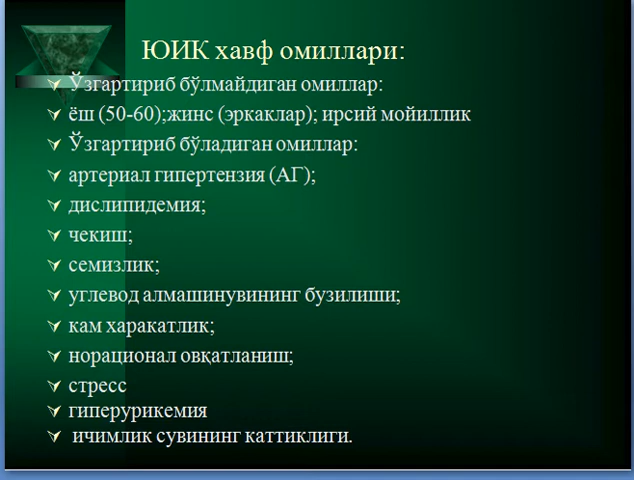 ЮИК хавф омиллари:
Ўзгартириб бўлмайдиган омиллар:
ёш (50-60);жинс (эркаклар); ирсий мойиллик
Ўзгартириб бўладиган омиллар:
артериал гипертензия (АГ);
дислипидемия;
чекиш;
семизлик;
углевод алмашинувининг бузилиши;
кам харакатлик;
норационал овқатланиш;
стресс
гиперурикемия
ичимлик сувининг каттиклиги.